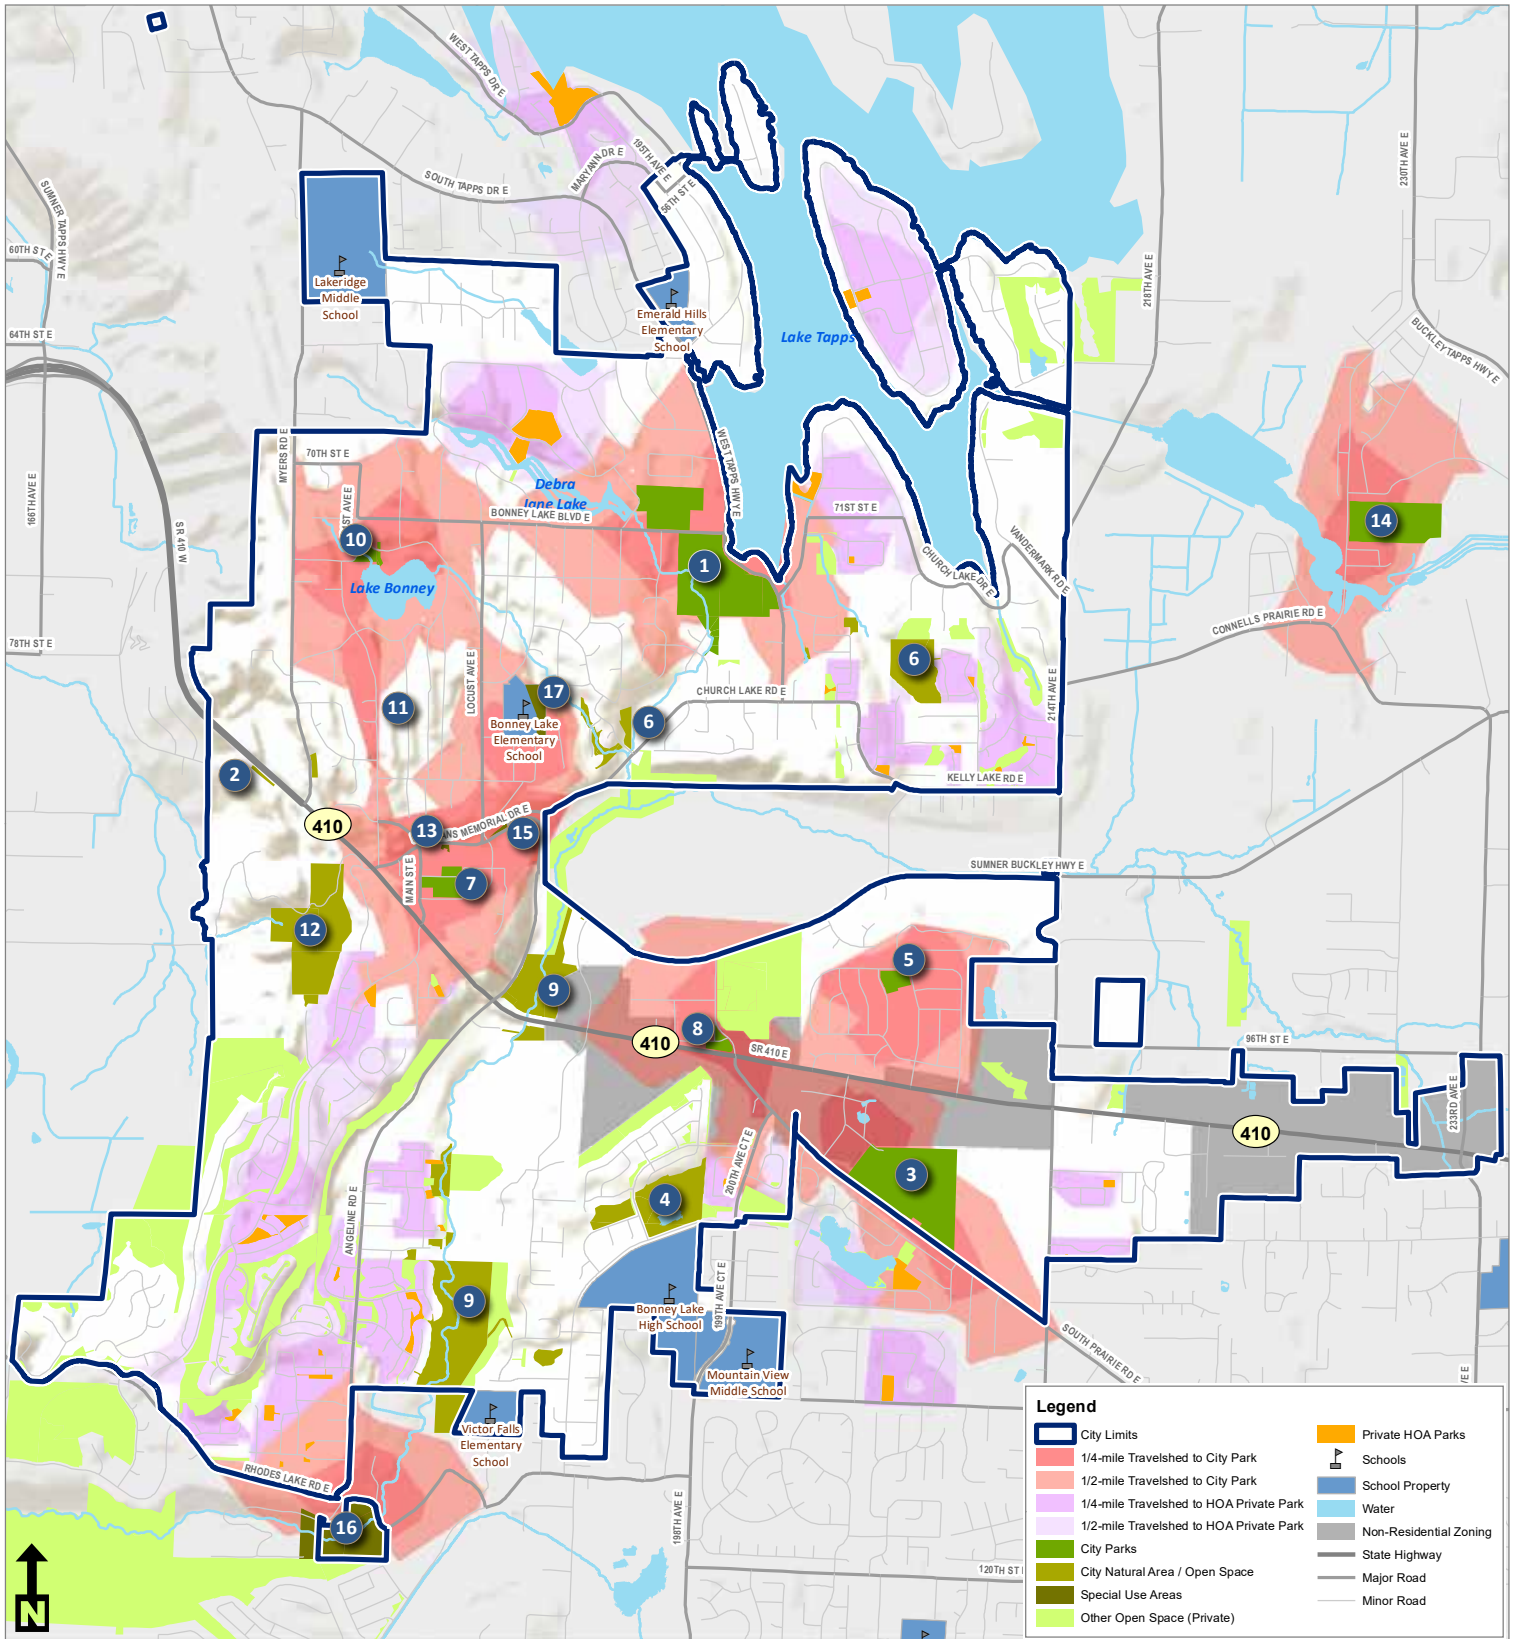 WEST TAPPS DR E
SUMNER TAPPS HWY E
SOUTH TAPPS DR E
MARYANN DR E
195TH AVE E
56TH ST E
230TH AVE E
60TH ST E
218TH AVE E
Lakeridge
Middle
School
Emerald Hills
Elementary
School
Lake Tapps
64TH ST E
BUCKLEY TAPPS HWY E
MYERS RD E
70TH ST E
WEST TAPPS HWY E
166TH AVE E
SR 410 W
Debra
Jane Lake
BONNEY LAKE BLVD E
71ST ST E
14
10
1
CHURCH LAKE DR E
VANDERMARK RD E
Lake Bonney
78TH ST E
CONNELLS PRAIRIE RD E
LOCUST AVE E
6
214TH AVE E
17
CHURCH LAKE RD E
11
6
Bonney Lake
Elementary
School
2
KELLY LAKE RD E
410
13
NS MEMORIAL DR E
15
MAIN ST E
7
SUMNER BUCKLEY HWY E
12
5
9
8
410
SR 410 E
96TH ST E
233RD AVE E
410
200TH AVE CT E
3
4
ANGELINE RD E
199TH AVE CT E
9
Bonney Lake
High School
SOUTH PRAIRIE RD E
Mountain View
Middle School
VE E
Victor Falls
Elementary
School
RHODES LAKE RD E
16
198TH AVE E
120TH ST
N
Legend
City Limits
1/4-mile Travelshed to City Park
1/2-mile Travelshed to City Park
1/4-mile Travelshed to HOA Private Park
1/2-mile Travelshed to HOA Private Park
City Parks
City Natural Area / Open Space
Special Use Areas
Other Open Space (Private)
Private HOA Parks
Schools
School Property
Water
Non-Residential Zoning
State Highway
Major Road
Minor Road